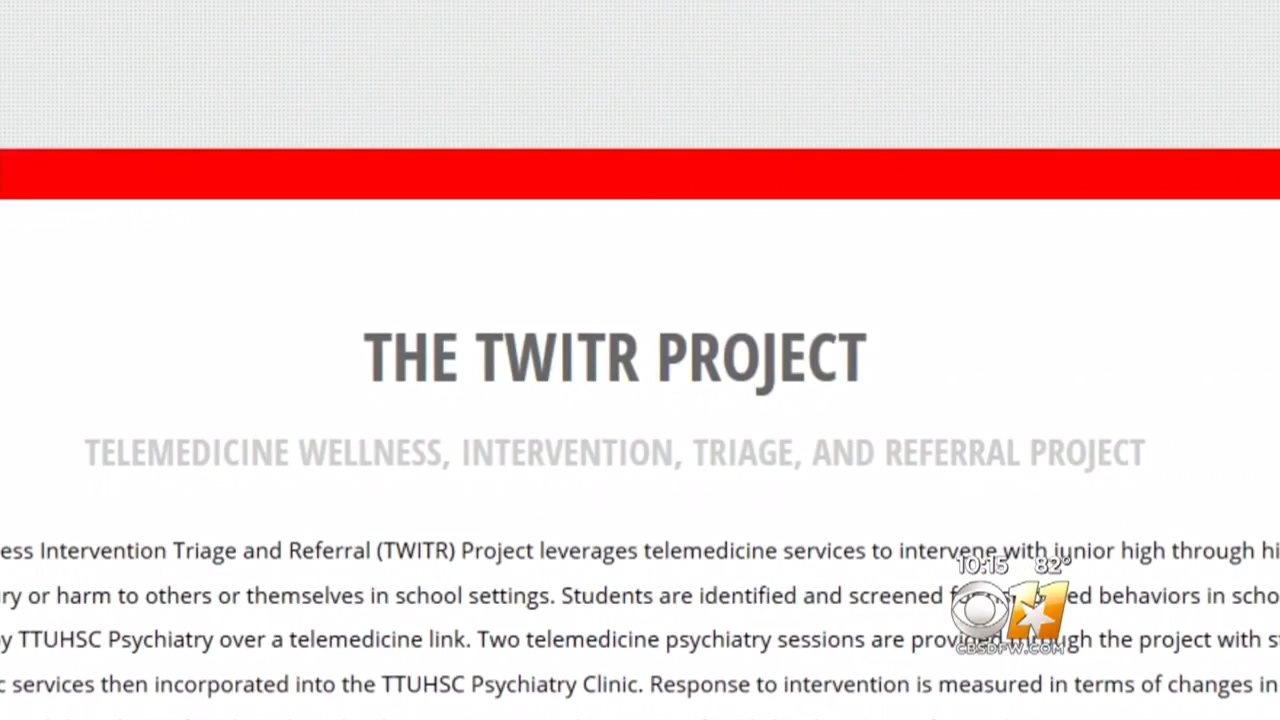 THE TWITR PROJECT
TELEMEDICINE WELLNESS, INTERVENTION, TRIAGE, AND REFERRAL PROJECT
ess Intervention Triage and Referral (TWITR) Project leverages telemedicine services to intervene with junior high through hi
ry or harm to others or themselves in school settings. Students are identified and screened ed behaviors in scho
y TTUHSC Psychiatry over a telemedicine link. Two telemedicine psychiatry sessions are provided through the project with s
c services then incorporated into the TTUHSC Psychiatry Clinic. Response to intervention is measured in terms of changes in
10:15 82°
11
CBSDFW.COM